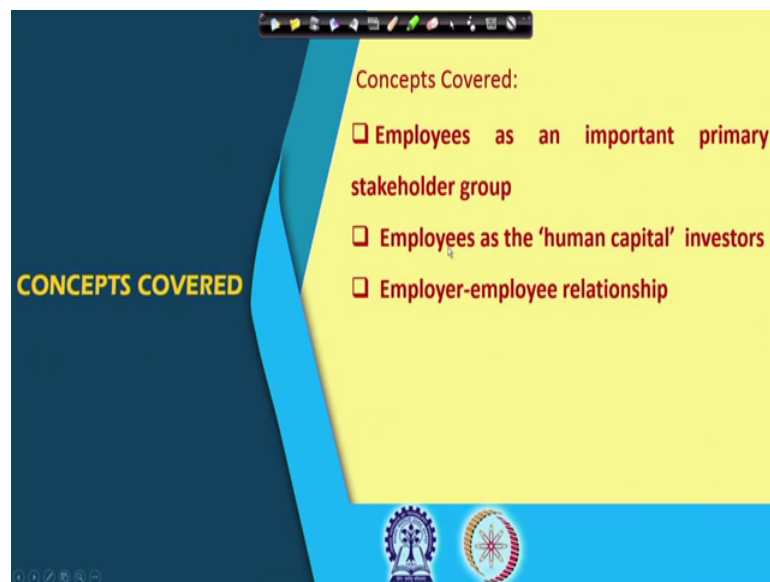 Concepts Covered:
❑ Employees as an important primary
stakeholder group
❑ Employees as the ‘human capital’ investors
❑ Employer-employee relationship
CONCEPTS COVERED